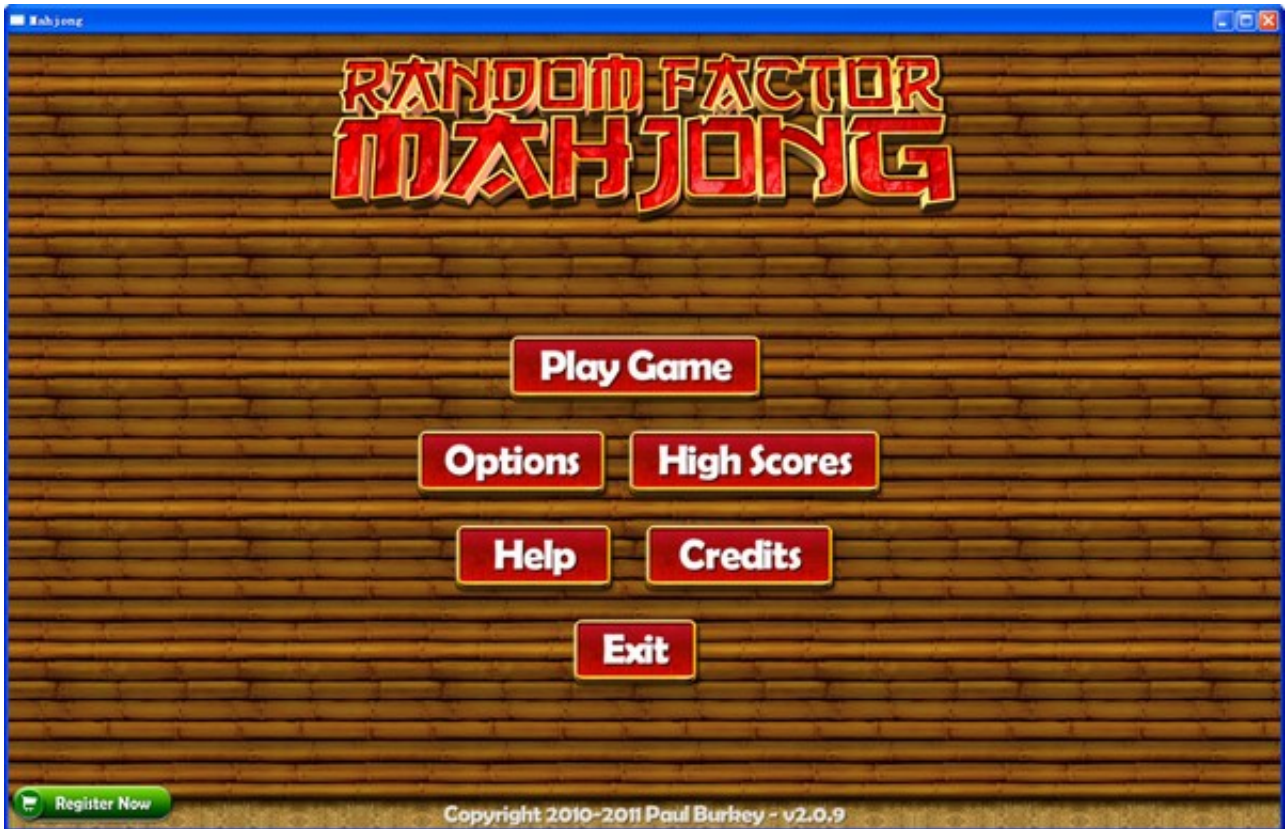 Mahjong
RANDOM FACTOR
MAHJONG
Play Game
Options High Scores
Help Credits
Exit
Register Now
Copyright 2010-2011 Paul Burkey - v2.0.9